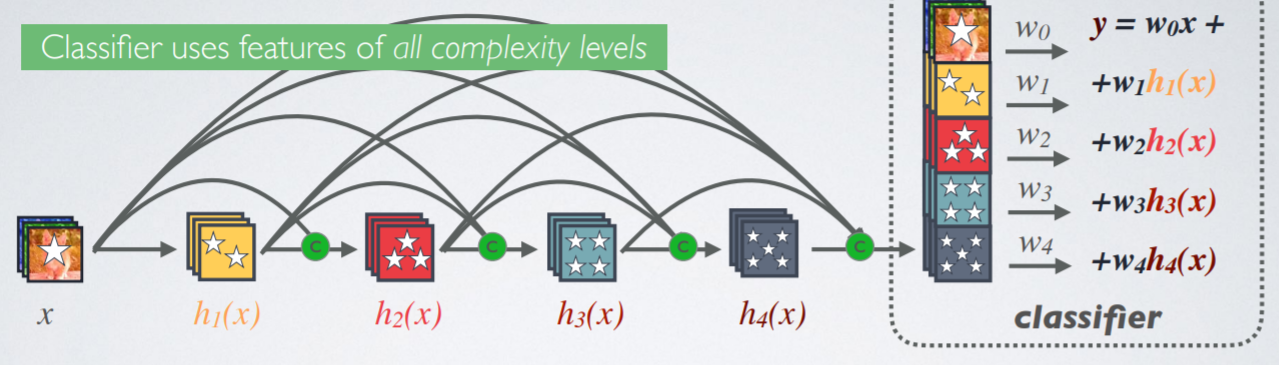 Classifier uses features of all complexity levels
C
C
C
C
x
h1(x)
h2(x)
h3(x)
h4(x)
w0
y = w0x +
w1
+w1h1(x)
w2
+w2h2(x)
w3
+w3h3(x)
w4
+w4h4(x)
classifier